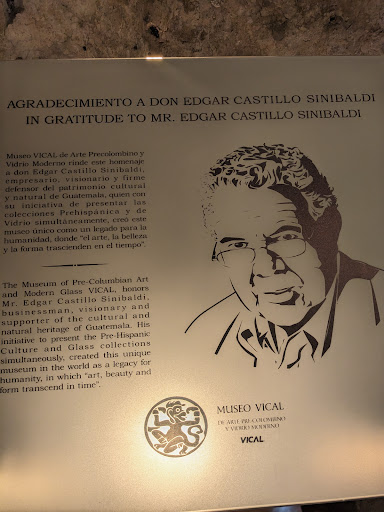 AGRADECIMIENTO A DON EDGAR CASTILLO SINIBALDI
IN GRATITUDE TO MR. EDGAR CASTILLO SINIBALDI
Museo VICAL de Arte Precolombino y
Vidrio Moderno rinde este homenaje
a don Edgar Castillo Sinibaldi,
empresario, visionario y firme
defensor del patrimonio cultural
y natural de Guatemala, quien con
su iniciativa de presentar las
colecciones Prehispánica y de
Vidrio simultáneamente, creó este
museo único como un legado para la
humanidad, donde “el arte, la belleza
y la forma trascienden en el tiempo”.
The Museum of Pre-Columbian Art
and Modern Glass VICAL, honors
Mr. Edgar Castillo Sinibaldi,
businessman, visionary and
supporter of the cultural and
natural heritage of Guatemala. His
initiative to present the Pre-Hispanic
Culture and Glass collections
simultaneously, created this unique
museum in the world as a legacy for
humanity, in which “art, beauty and
form transcend in time”.
MUSEO VICAL
DE ARTE PRECOLOMBINO
Y VIDRIO MODERNO
VICAL